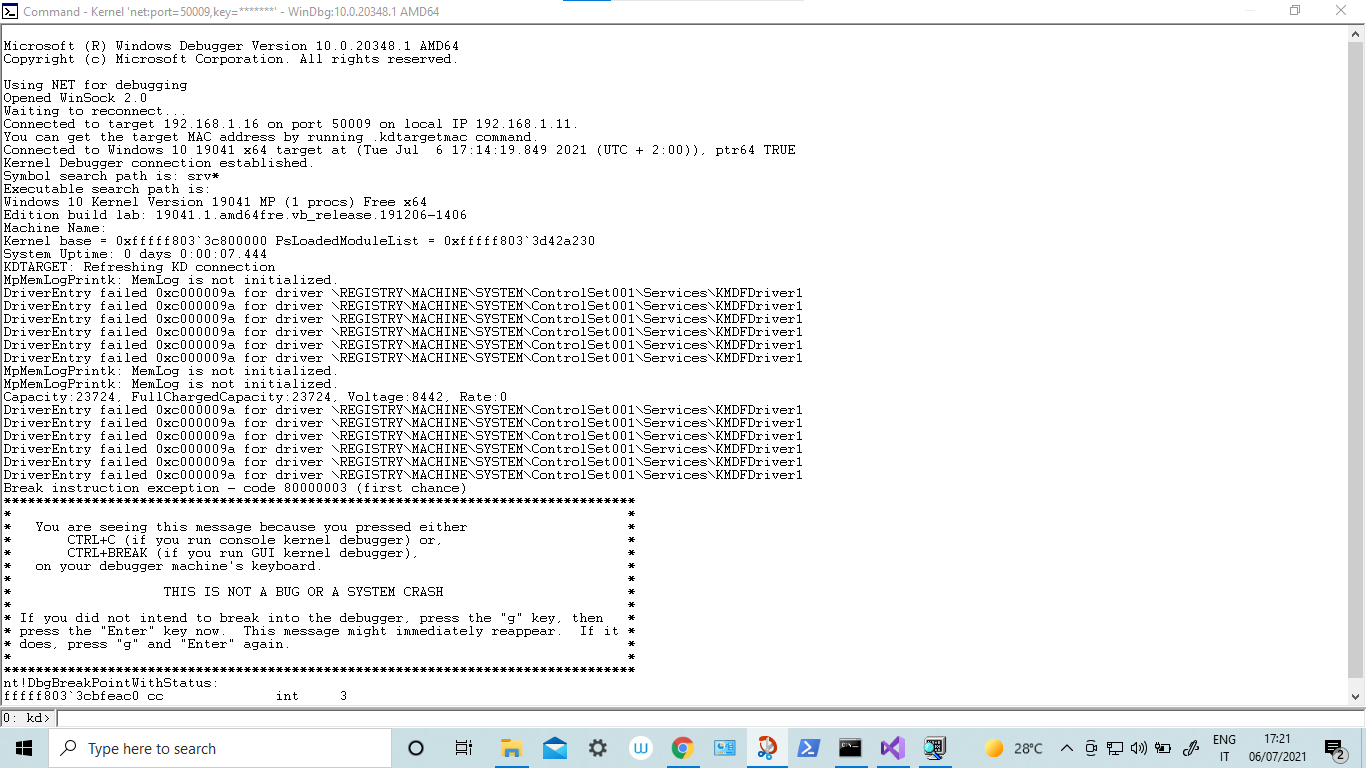 Command - Kernel 'net:port=50009,key=*******' - WinDbg:10.0.20348.1 AMD64
Microsoft (R) Windows Debugger Version 10.0.20348.1 AMD64
Copyright (c) Microsoft Corporation. All rights reserved.
Using NET for debugging
Opened WinSock 2.0
Waiting to reconnect...
Connected to target 192.168.1.16 on port 50009 on local IP 192.168.1.11.
You can get the target MAC address by running .kdtargetmac command.
Connected to Windows 10 19041 x64 target at (Tue Jul  6 17:14:19.849 2021 (UTC + 2:00)), ptr64 TRUE
Kernel Debugger connection established.
Symbol search path is: srv*
Executable search path is:
Windows 10 Kernel Version 19041 MP (1 procs) Free x64
Edition build lab: 19041.1.amd64fre.vb_release.191206-1406
Machine Name:
Kernel base = 0xfffff803`3c800000 PsLoadedModuleList = 0xfffff803`3d42a230
System Uptime: 0 days 0:00:07.444
KDTARGET: Refreshing KD connection
MpMemLogPrintk: MemLog is not initialized.
DriverEntry failed 0xc000009a for driver \REGISTRY\MACHINE\SYSTEM\ControlSet001\Services\KMDFDriver1
DriverEntry failed 0xc000009a for driver \REGISTRY\MACHINE\SYSTEM\ControlSet001\Services\KMDFDriver1
DriverEntry failed 0xc000009a for driver \REGISTRY\MACHINE\SYSTEM\ControlSet001\Services\KMDFDriver1
DriverEntry failed 0xc000009a for driver \REGISTRY\MACHINE\SYSTEM\ControlSet001\Services\KMDFDriver1
DriverEntry failed 0xc000009a for driver \REGISTRY\MACHINE\SYSTEM\ControlSet001\Services\KMDFDriver1
DriverEntry failed 0xc000009a for driver \REGISTRY\MACHINE\SYSTEM\ControlSet001\Services\KMDFDriver1
MpMemLogPrintk: MemLog is not initialized.
MpMemLogPrintk: MemLog is not initialized.
Capacity:23724, FullChargedCapacity:23724, Voltage:8442, Rate:0
DriverEntry failed 0xc000009a for driver \REGISTRY\MACHINE\SYSTEM\ControlSet001\Services\KMDFDriver1
DriverEntry failed 0xc000009a for driver \REGISTRY\MACHINE\SYSTEM\ControlSet001\Services\KMDFDriver1
DriverEntry failed 0xc000009a for driver \REGISTRY\MACHINE\SYSTEM\ControlSet001\Services\KMDFDriver1
DriverEntry failed 0xc000009a for driver \REGISTRY\MACHINE\SYSTEM\ControlSet001\Services\KMDFDriver1
DriverEntry failed 0xc000009a for driver \REGISTRY\MACHINE\SYSTEM\ControlSet001\Services\KMDFDriver1
DriverEntry failed 0xc000009a for driver \REGISTRY\MACHINE\SYSTEM\ControlSet001\Services\KMDFDriver1
Break instruction exception - code 80000003 (first chance)
*******************************************************************************
*                                                                             *
*   You are seeing this message because you pressed either                    *
*       CTRL+C (if you run console kernel debugger) or,                       *
*       CTRL+BREAK (if you run GUI kernel debugger),                          *
*   on your debugger machine's keyboard.                                      *
*                                                                             *
*                   THIS IS NOT A BUG OR A SYSTEM CRASH                       *
*                                                                             *
* If you did not intend to break into the debugger, press the "g" key, then   *
* press the "Enter" key now.  This message might immediately reappear.  If it *
* does, press "g" and "Enter" again.                                          *
*                                                                             *
*******************************************************************************
nt!DbgBreakPointWithStatus:
fffff803`3cbfeac0 cc              int     3
0: kd>
Type here to search
28°C
ENG
IT
17:21
06/07/2021
2